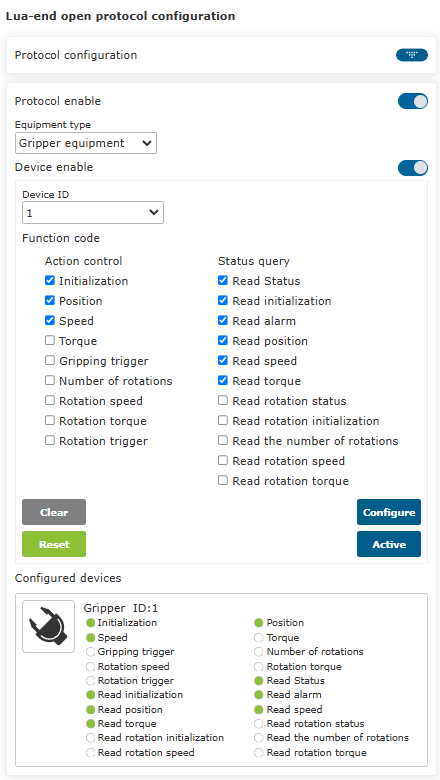 Lua-end open protocol configuration
Protocol configuration
Protocol enable
Equipment type
Gripper equipment
Device enable
Device ID
1
Function code
Action control Status query
Initialization Read Status
Position Read initialization
Speed Read alarm
Torque Read position
Gripping trigger Read speed
Number of rotations Read torque
Rotation speed Read rotation status
Rotation torque Read rotation initialization
Rotation trigger Read the number of rotations
Read rotation speed
Read rotation torque
Clear Configure
Reset Active
Configured devices
Gripper ID:1
Initialization Position
Speed Torque
Gripping trigger Number of rotations
Rotation speed Rotation torque
Rotation trigger Read Status
Read initialization Read alarm
Read position Read speed
Read torque Read rotation status
Read rotation initialization Read the number of rotations
Read rotation speed Read rotation torque